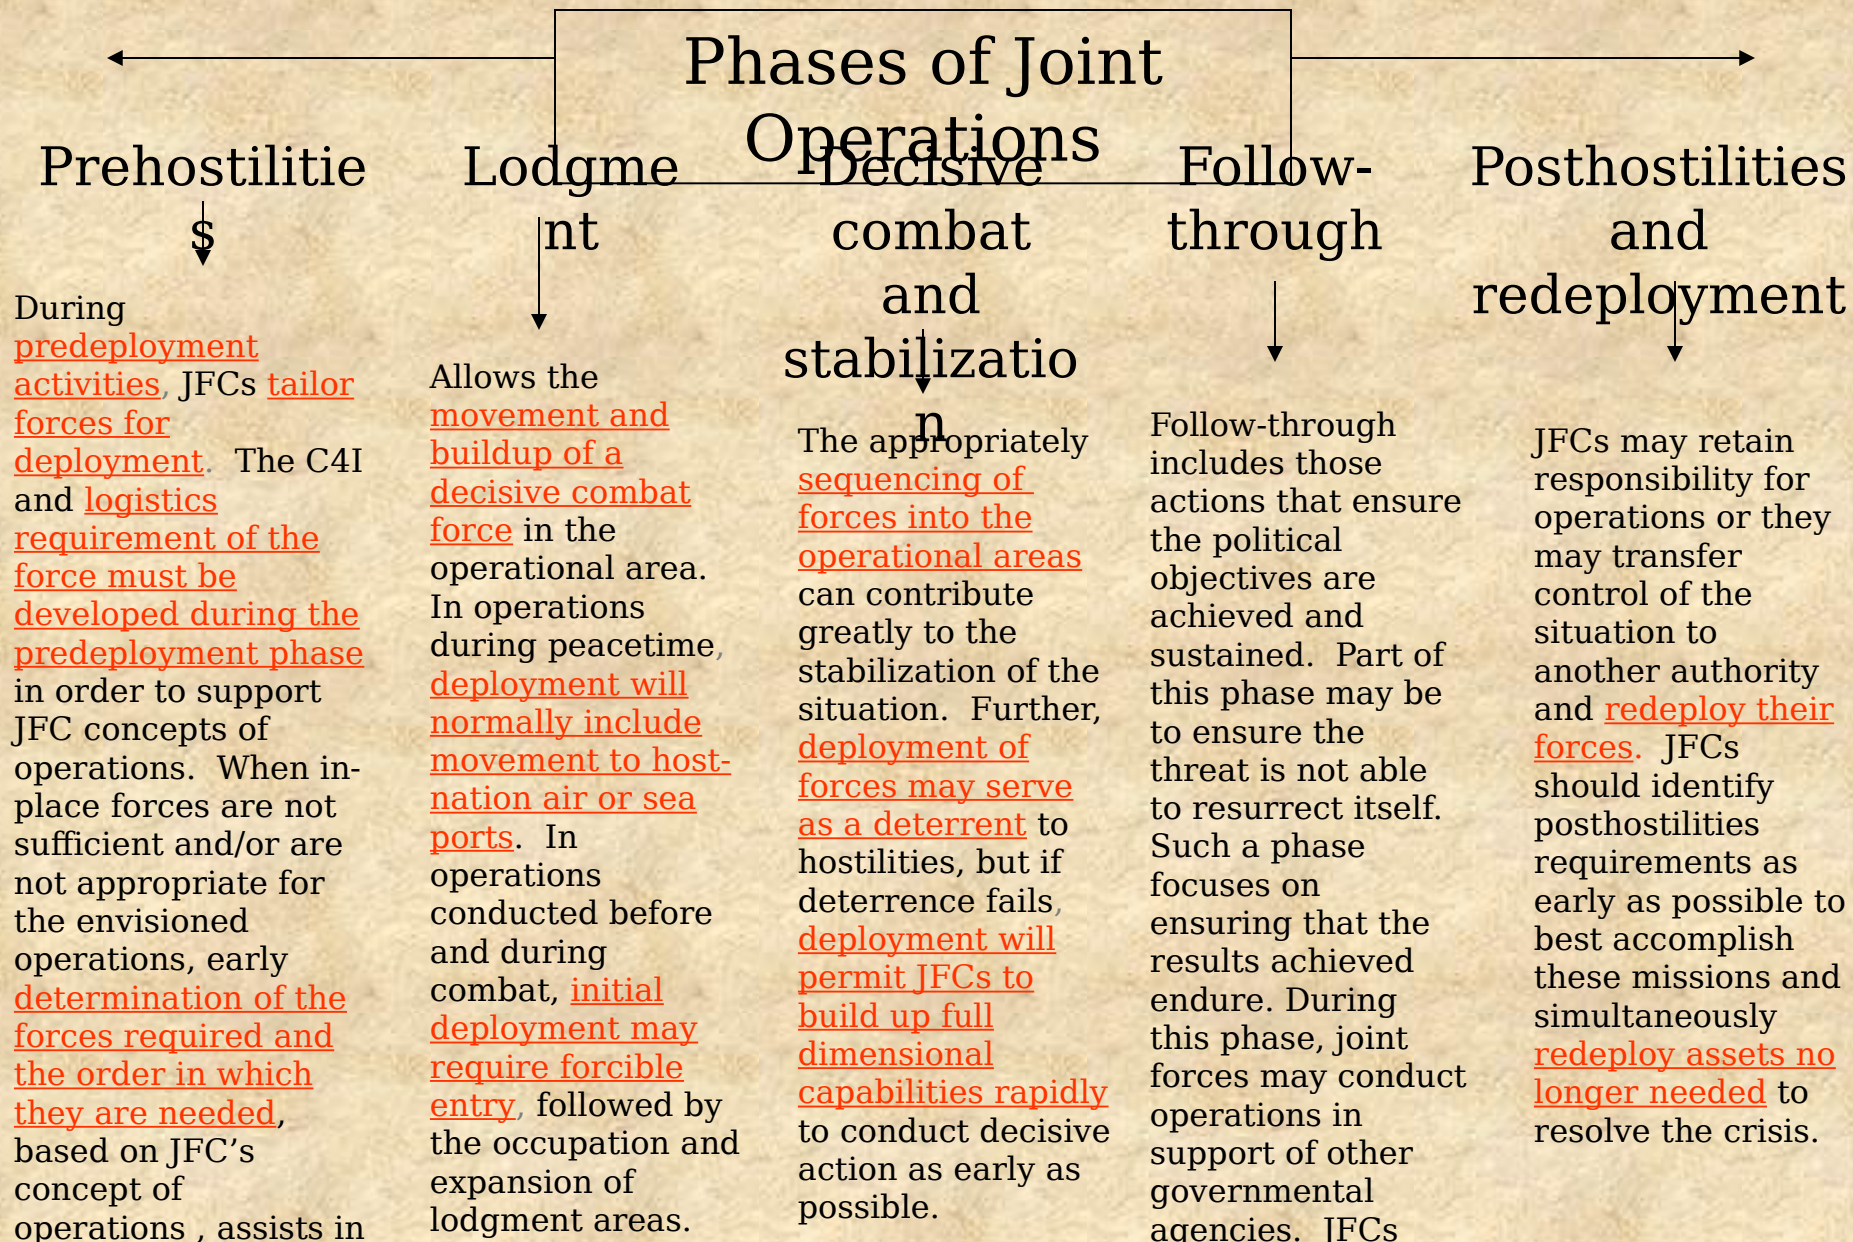 Phases of Joint
Operations
Prehostilitie
s
Lodgme
nt
Decisive
combat
and
stabilizatio
n
Follow-
through
Posthostilities
and
redeployment
During
predeployment
activities, JFCs tailor
forces for
deployment.  The C4I
and logistics
requirement of the
force must be
developed during the
predeployment phase
in order to support
JFC concepts of
operations.  When in-
place forces are not
sufficient and/or are
not appropriate for
the envisioned
operations, early
determination of the
forces required and
the order in which
they are needed,
based on JFC’s
concept of
operations , assists in
Allows the
movement and
buildup of a
decisive combat
force in the
operational area.
In operations
during peacetime,
deployment will
normally include
movement to host-
nation air or sea
ports.  In
operations
conducted before
and during
combat, initial
deployment may
require forcible
entry, followed by
the occupation and
expansion of
lodgment areas.
The appropriately
sequencing of
forces into the
operational areas
can contribute
greatly to the
stabilization of the
situation.  Further,
deployment of
forces may serve
as a deterrent to
hostilities, but if
deterrence fails,
deployment will
permit JFCs to
build up full
dimensional
capabilities rapidly
to conduct decisive
action as early as
possible.
Follow-through
includes those
actions that ensure
the political
objectives are
achieved and
sustained.  Part of
this phase may be
to ensure the
threat is not able
to resurrect itself.
Such a phase
focuses on
ensuring that the
results achieved
endure. During
this phase, joint
forces may conduct
operations in
support of other
governmental
agencies.  JFCs
JFCs may retain
responsibility for
operations or they
may transfer
control of the
situation to
another authority
and redeploy their
forces.  JFCs
should identify
posthostilities
requirements as
early as possible to
best accomplish
these missions and
simultaneously
redeploy assets no
longer needed to
resolve the crisis.